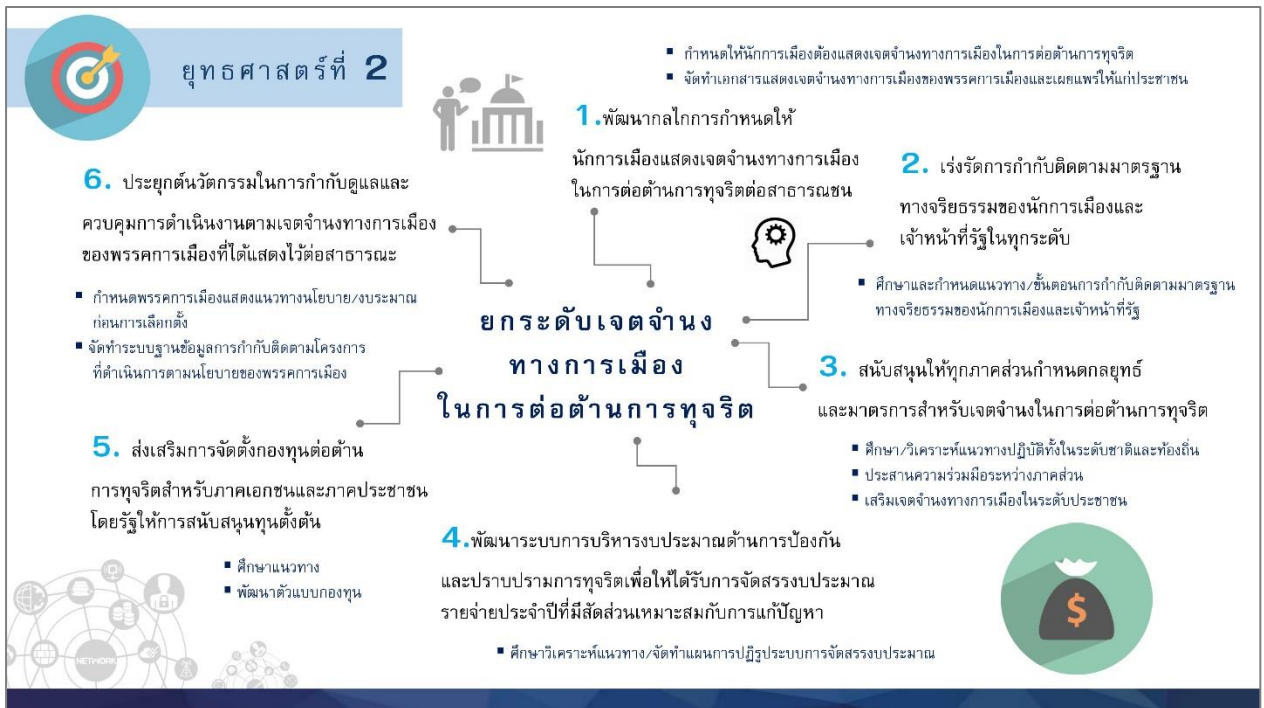 ยุทธศาสตร์ที่ 2
▪ กำหนดให้นักการเมืองต้องแสดงเจตจำนงทางการเมืองในการต่อต้านการทุจริต
▪ จัดทำเอกสารแสดงเจตจำนงทางการเมืองของพรรคการเมืองและเผยแพร่ให้แก่ประชาชน
1.พัฒนากลไกการกำหนดให้
นักการเมืองแสดงเจตจำนงทางการเมือง
ในการต่อต้านการทุจริตต่อสาธารณชน
2. เร่งรัดการกำกับติดตามมาตรฐาน
ทางจริยธรรมของนักการเมืองและ
เจ้าหน้าที่รัฐในทุกระดับ
▪ ศึกษาและกำหนดแนวทาง/ขั้นตอนการกำกับติดตามมาตรฐาน
ทางจริยธรรมของนักการเมืองและเจ้าหน้าที่รัฐ
ยกระดับเจตจำนง
ทางการเมือง
ในการต่อต้านการทุจริต
3. สนับสนุนให้ทุกภาคส่วนกำหนดกลยุทธ์
และมาตรการสำหรับเจตจำนงในการต่อต้านการทุจริต
▪ ศึกษา/วิเคราะห์แนวทางปฏิบัติทั้งในระดับชาติและท้องถิ่น
▪ ประสานความร่วมมือระหว่างภาคส่วน
▪ เสริมเจตจำนงทางการเมืองในระดับประชาชน
4.พัฒนาระบบการบริหารงบประมาณด้านการป้องกัน
และปราบปรามการทุจริตเพื่อให้ได้รับการจัดสรรงบประมาณ
รายจ่ายประจำปีที่มีสัดส่วนเหมาะสมกับการแก้ปัญหา
▪ ศึกษาวิเคราะห์แนวทาง/จัดทำแผนการปฏิรูประบบการจัดสรรงบประมาณ
5. ส่งเสริมการจัดตั้งกองทุนต่อต้าน
การทุจริตสำหรับภาคเอกชนและภาคประชาชน
โดยรัฐให้การสนับสนุนทุนตั้งต้น
▪ ศึกษาแนวทาง
▪ พัฒนาตัวแบบกองทุน
6. ประยุกต์นวัตกรรมในการกำกับดูแลและ
ควบคุมการดำเนินงานตามเจตจำนงทางการเมือง
ของพรรคการเมืองที่ได้แสดงไว้ต่อสาธารณะ
▪ กำหนดพรรคการเมืองแสดงแนวทางนโยบาย/งบประมาณ
ก่อนการเลือกตั้ง
▪ จัดทำระบบฐานข้อมูลการกำกับติดตามโครงการ
ที่ดำเนินการตามนโยบายของพรรคการเมือง
NETWORK
$